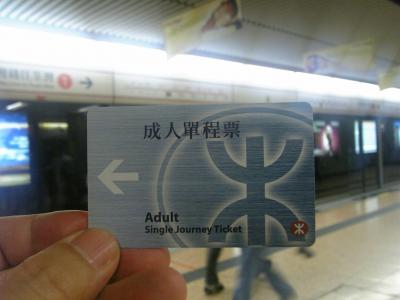 成人單程票
Adult
Single Journey Ticket